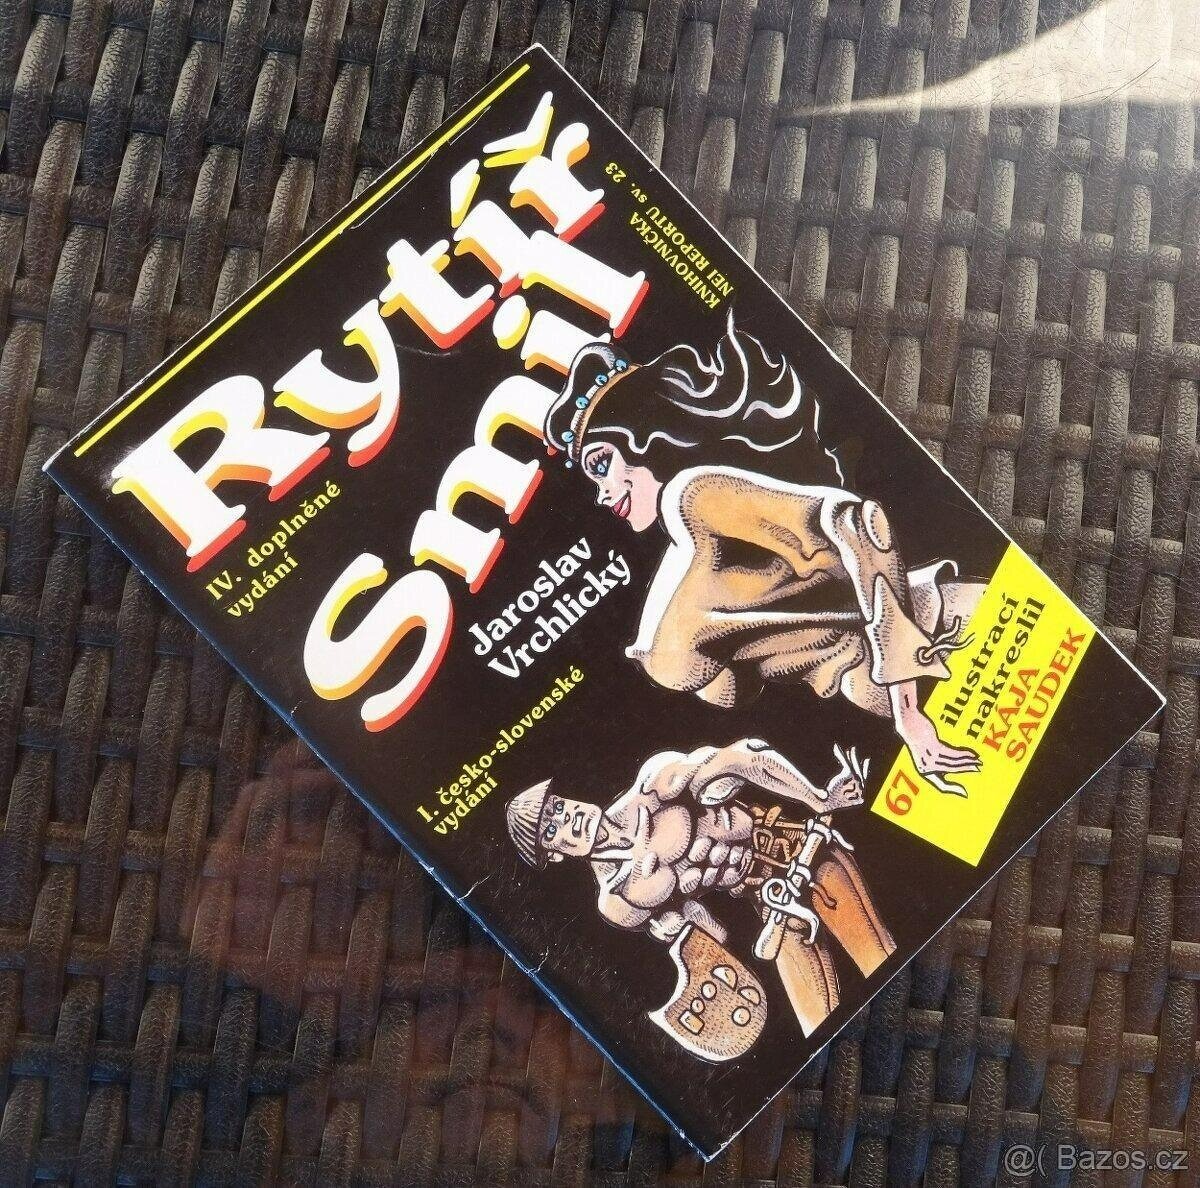 KNIHOVNIČKA
NEI REPORTU sv. 23
Rytíř
Smil
IV. doplněné
vydání
Jaroslav
Vrchlický
I. česko-slovenské
vydání
67 ilustrací
nakreslil
KÁJA
SAUDEK
@( Bazos.cz